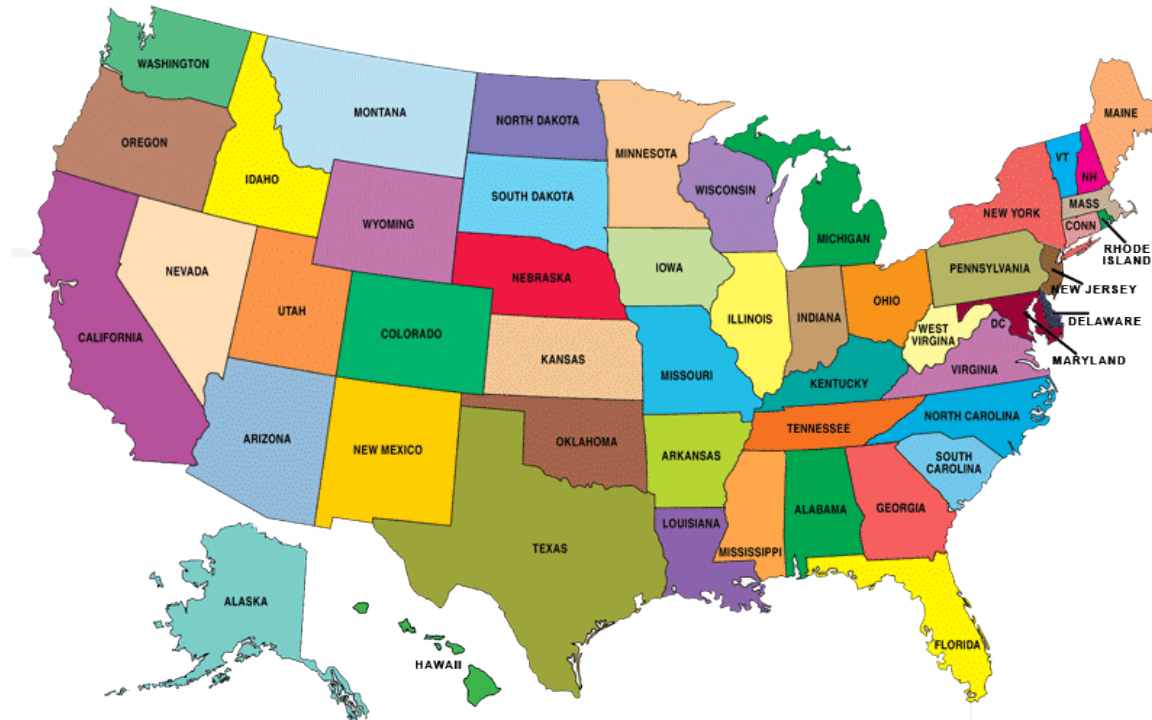 WASHINGTON
MONTANA
NORTH DAKOTA
MINNESOTA
MAINE
OREGON
IDAHO
SOUTH DAKOTA
WISCONSIN
VT
NH
WYOMING
MICHIGAN
NEW YORK
MASS
CONN
RHODE
ISLAND
NEVADA
NEBRASKA
IOWA
PENNSYLVANIA
NEW JERSEY
UTAH
COLORADO
ILLINOIS
INDIANA
OHIO
WEST
VIRGINA
DC
DELAWARE
MARYLAND
CALIFORNIA
KANSAS
MISSOURI
KENTUCKY
VIRGINIA
ARIZONA
NEW MEXICO
OKLAHOMA
ARKANSAS
TENNESSEE
NORTH CAROLINA
SOUTH
CAROLINA
TEXAS
LOUISIANA
MISSISSIPPI
ALABAMA
GEORGIA
ALASKA
HAWAII
FLORIDA